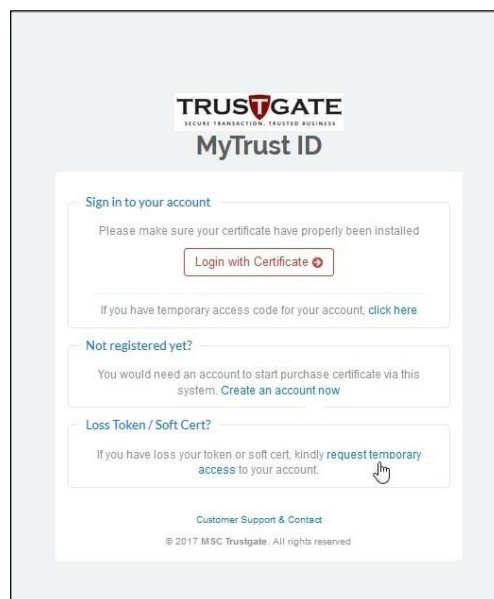 TRUSTGATE
SECURE TRANSACTION. TRUSTED BUSINESS
MyTrust ID
Sign in to your account
Please make sure your certificate have properly been installed
Login with Certificate
If you have temporary access code for your account, click here
Not registered yet?
You would need an account to start purchase certificate via this
system. Create an account now
Loss Token / Soft Cert?
If you have loss your token or soft cert, kindly request temporary
access to your account.
Customer Support & Contact
© 2017 MSC Trustgate. All rights reserved